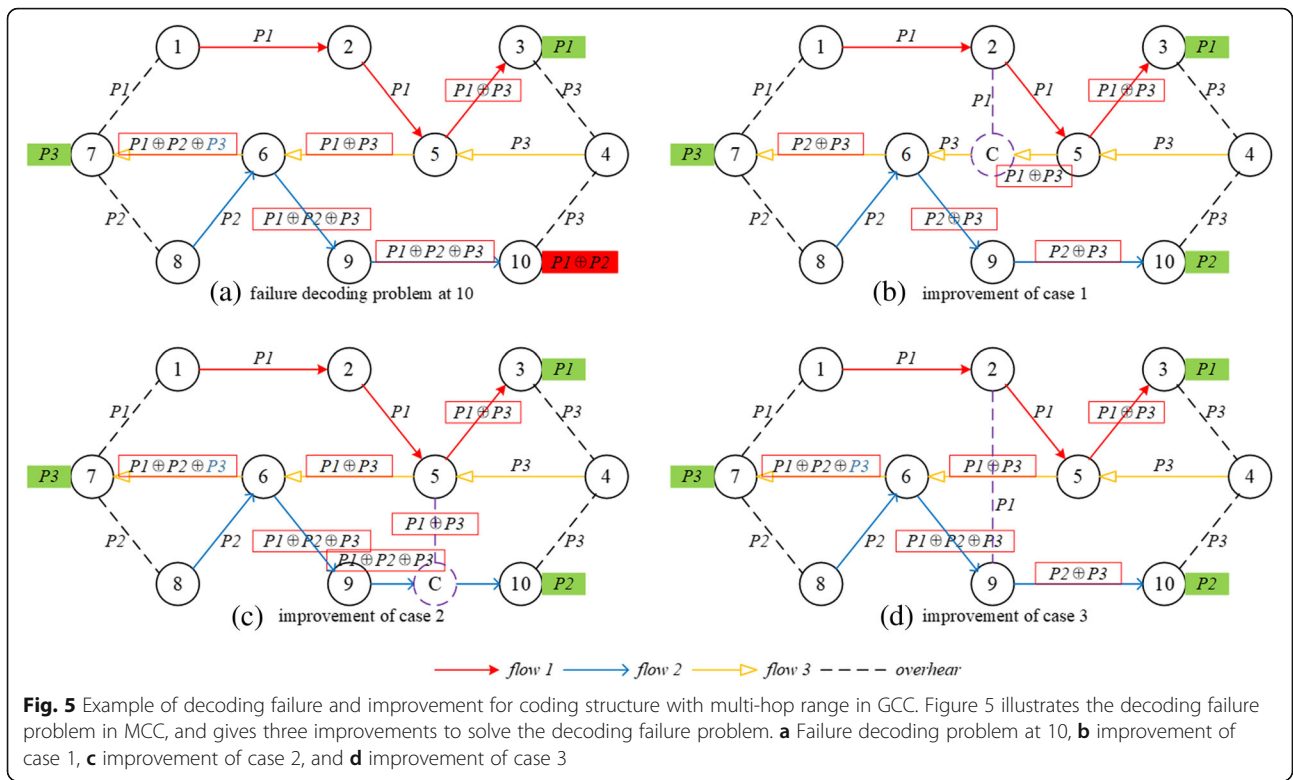 1 P1 2 3 P1
P1 P1 P1⊕P3 P3
P3 7 P1⊕P2⊕P3 6 P1⊕P3 5 P3 4
P2 P2 P1⊕P2⊕P3 P3
8 9 P1⊕P2⊕P3 10 P1⊕P2
(a) failure decoding problem at 10
1 P1 2 3 P1
P1 P1 P1 P1⊕P3 P3
P3 7 P2⊕P3 6 P3 C P1⊕P3 5 P3 4
P2 P2 P2⊕P3 P3
8 9 P2⊕P3 10 P2
(b) improvement of case 1
1 P1 2 3 P1
P1 P1 P1⊕P3 P3
P3 7 P1⊕P2⊕P3 6 P1⊕P3 5 P3 4
P2 P2 P1⊕P2⊕P3 P1⊕P3 P3
8 9 P1⊕P2⊕P3 C 10 P2
(c) improvement of case 2
1 P1 2 3 P1
P1 P1 P1⊕P3 P3
P3 7 P1⊕P2⊕P3 6 P1⊕P3 5 P3 4
P2 P2 P1⊕P2⊕P3 P1 P3
8 9 P2⊕P3 10 P2
(d) improvement of case 3
flow 1 flow 2 flow 3 overhear
Fig. 5 Example of decoding failure and improvement for coding structure with multi-hop range in GCC. Figure 5 illustrates the decoding failure
problem in MCC, and gives three improvements to solve the decoding failure problem. a Failure decoding problem at 10, b improvement of
case 1, c improvement of case 2, and d improvement of case 3